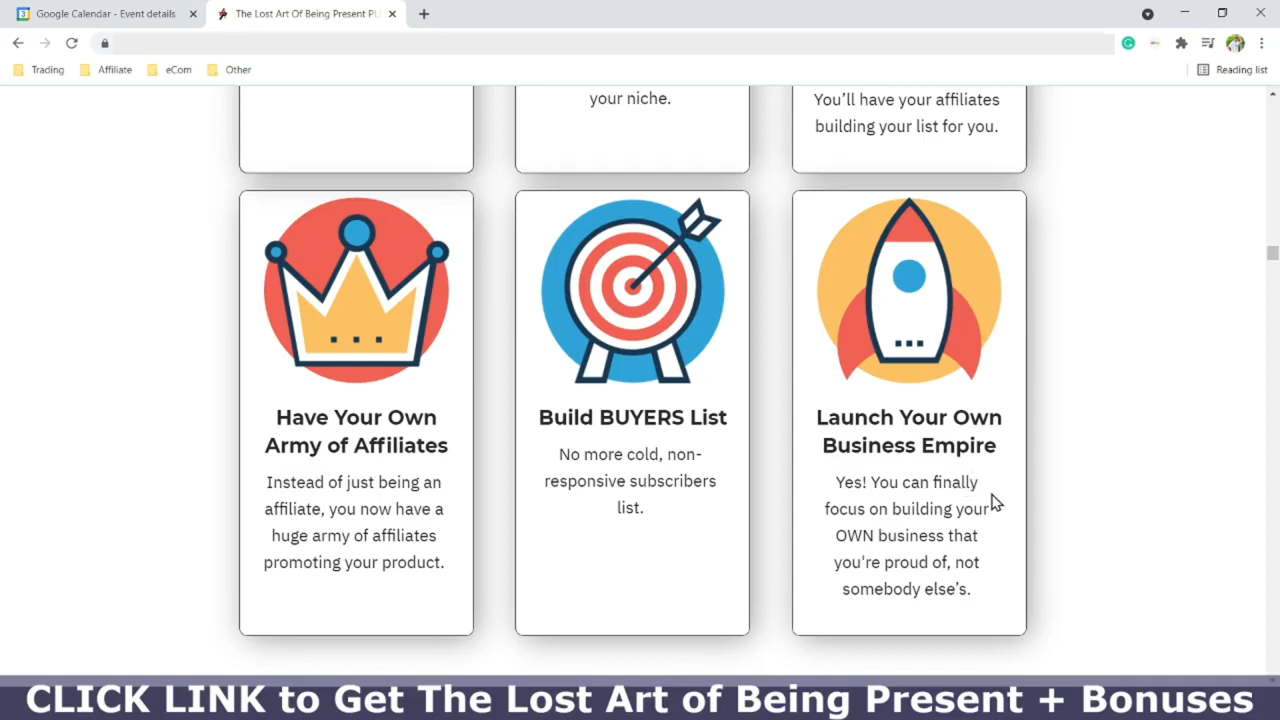 Google Calendar - Event details
The Lost Art Of Being Present PL
Trading
Affiliate
eCom
Other
Reading list
your niche.
You’ll have your affiliates
building your list for you.
Have Your Own
Army of Affiliates
Instead of just being an
affiliate, you now have a
huge army of affiliates
promoting your product.
Build BUYERS List
No more cold, non-
responsive subscribers
list.
Launch Your Own
Business Empire
Yes! You can finally
focus on building your
OWN business that
you're proud of, not
somebody else’s.
CLICK LINK to Get The Lost Art of Being Present + Bonuses